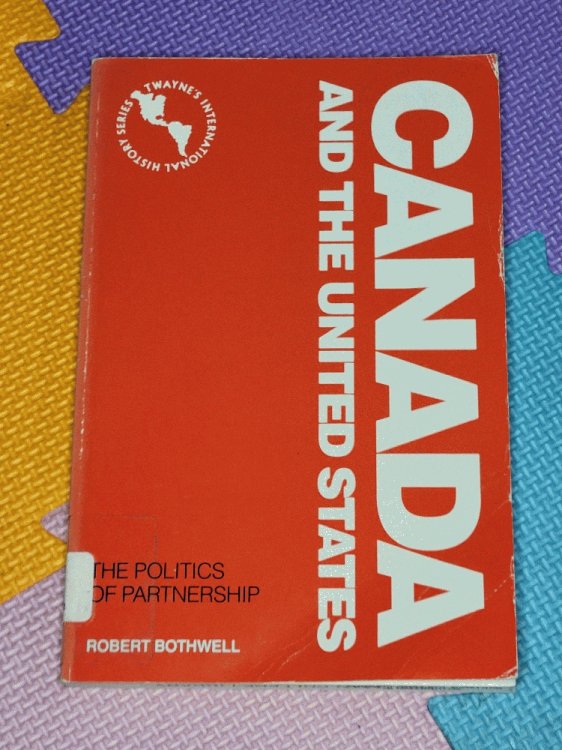 TWAYNE'S INTERNATIONAL HISTORY SERIES
CANADA
AND THE UNITED STATES
THE POLITICS
OF PARTNERSHIP
ROBERT BOTHWELL